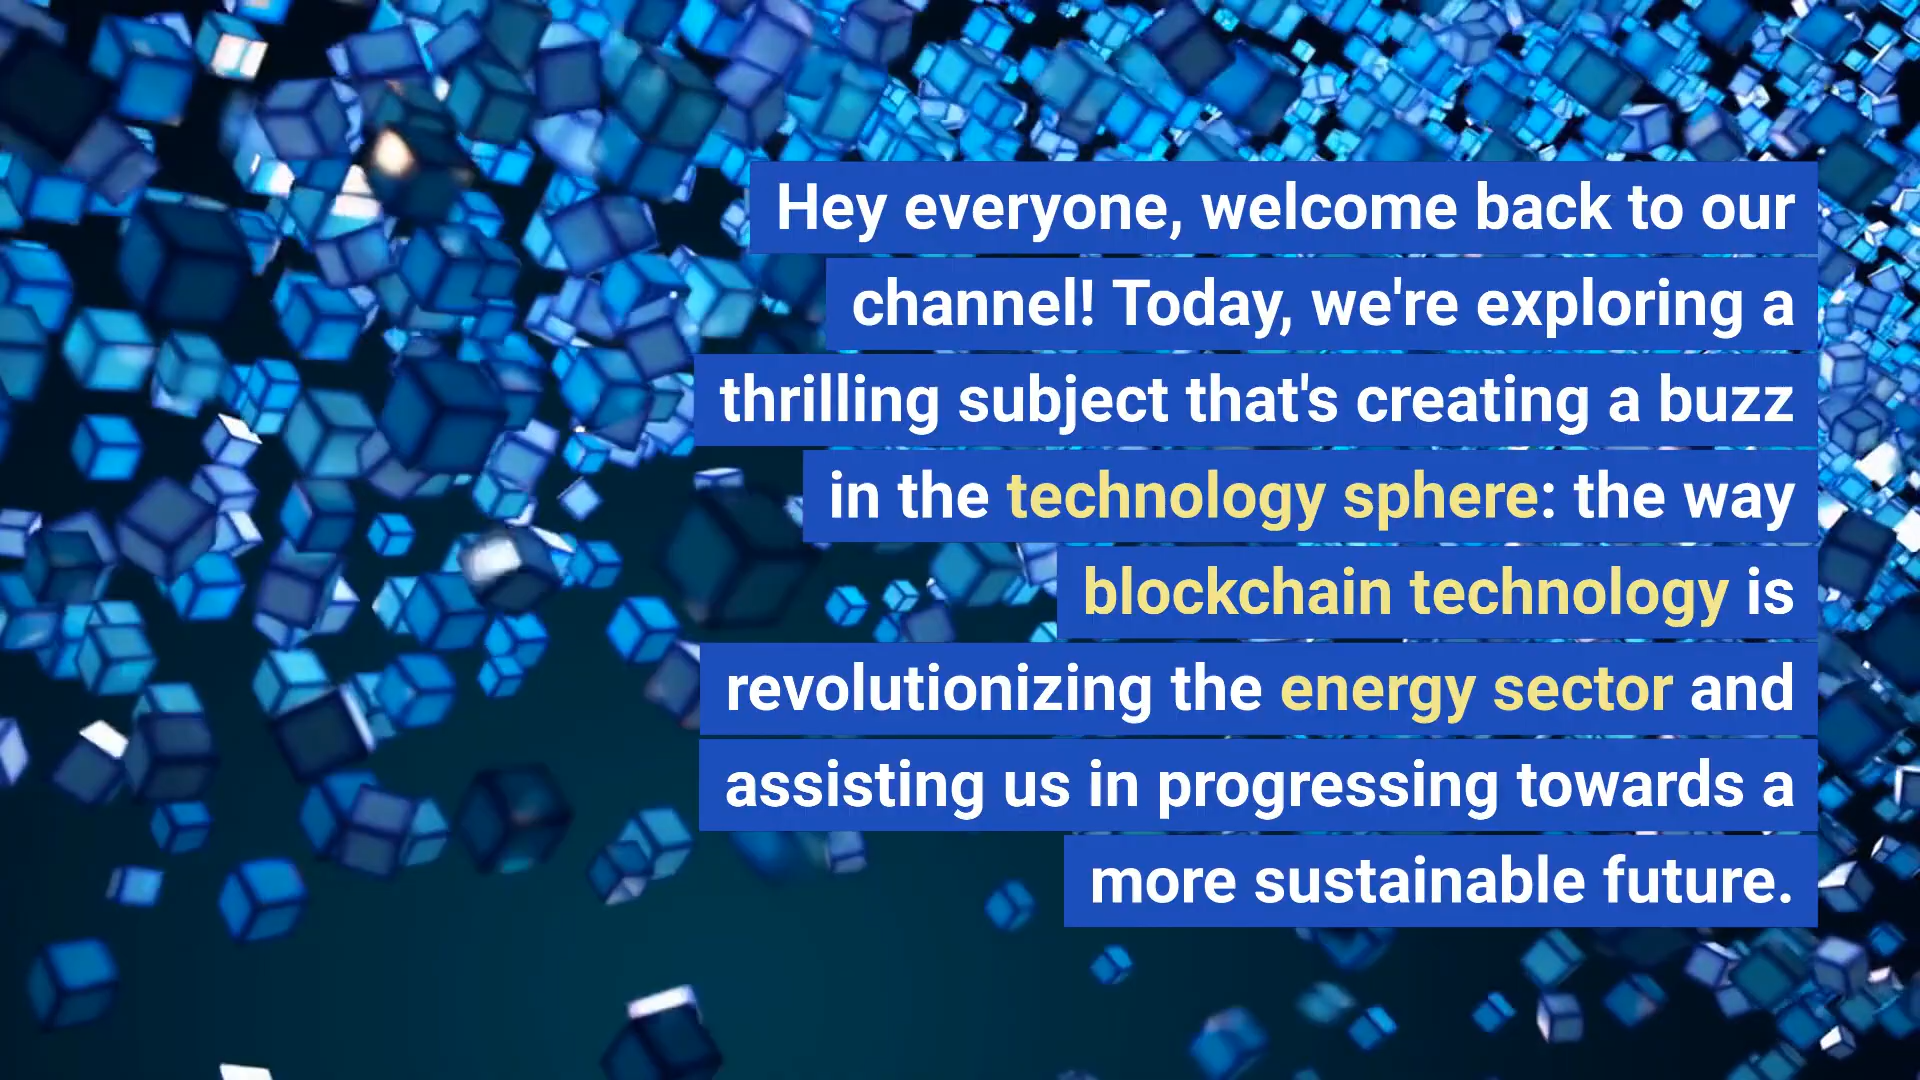 Hey everyone, welcome back to our
channel! Today, we're exploring a
thrilling subject that's creating a buzz
in the technology sphere: the way
blockchain technology is
revolutionizing the energy sector and
assisting us in progressing towards a
more sustainable future.